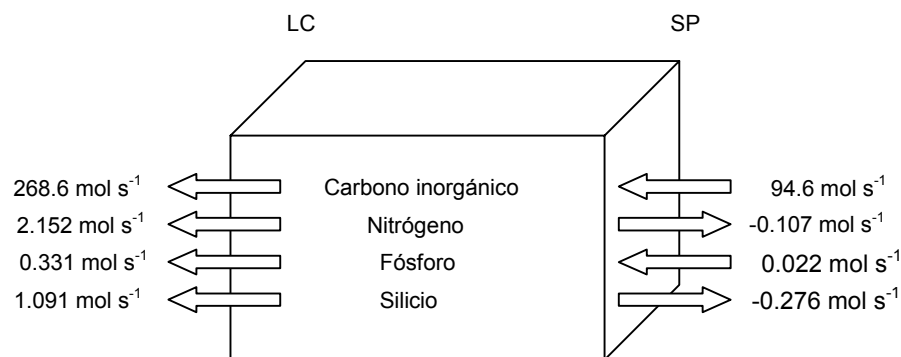 LC SP
268.6 mol s⁻¹ Carbono inorgánico 94.6 mol s⁻¹
2.152 mol s⁻¹ Nitrógeno -0.107 mol s⁻¹
0.331 mol s⁻¹ Fósforo 0.022 mol s⁻¹
1.091 mol s⁻¹ Silicio -0.276 mol s⁻¹